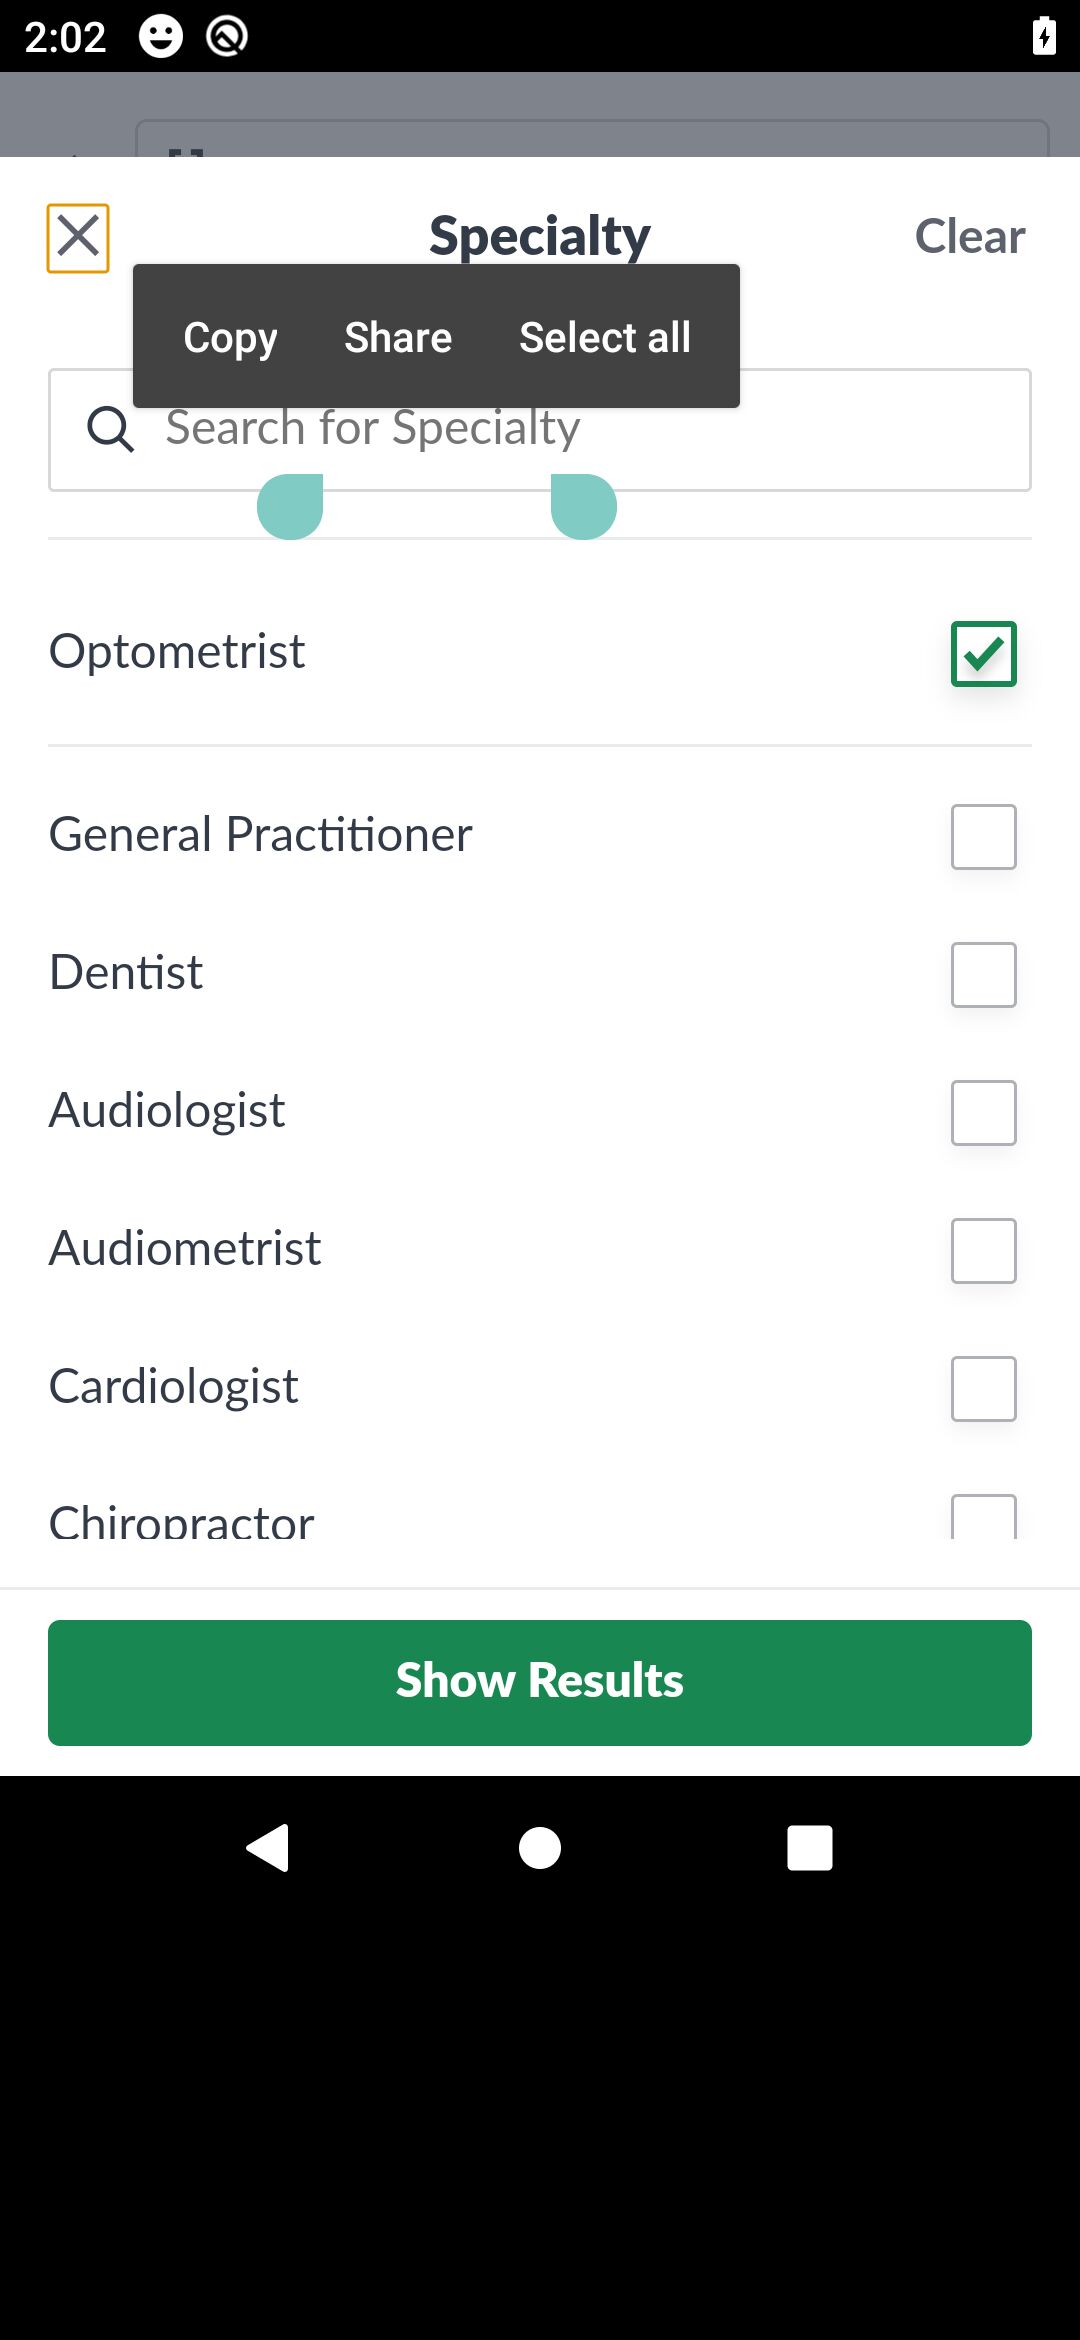 2:02
Specialty
Clear
Copy Share Select all
Search for Specialty
Optometrist
General Practitioner
Dentist
Audiologist
Audiometrist
Cardiologist
Chiropractor
Show Results